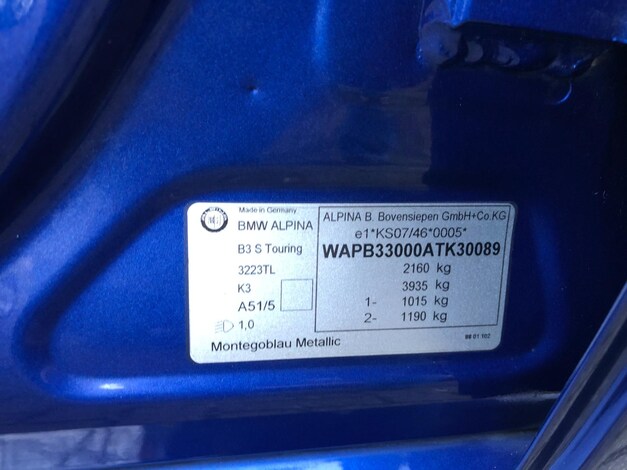 Made in Germany
BMW ALPINA
B3 S Touring
3223TL
K3
A51/5
1,0
Montegoblau Metallic
ALPINA B. Bovensiepen GmbH+Co.KG
e1*KS07/46*0005*
WAPB33000ATK30089
2160 kg
3935 kg
1- 1015 kg
2- 1190 kg